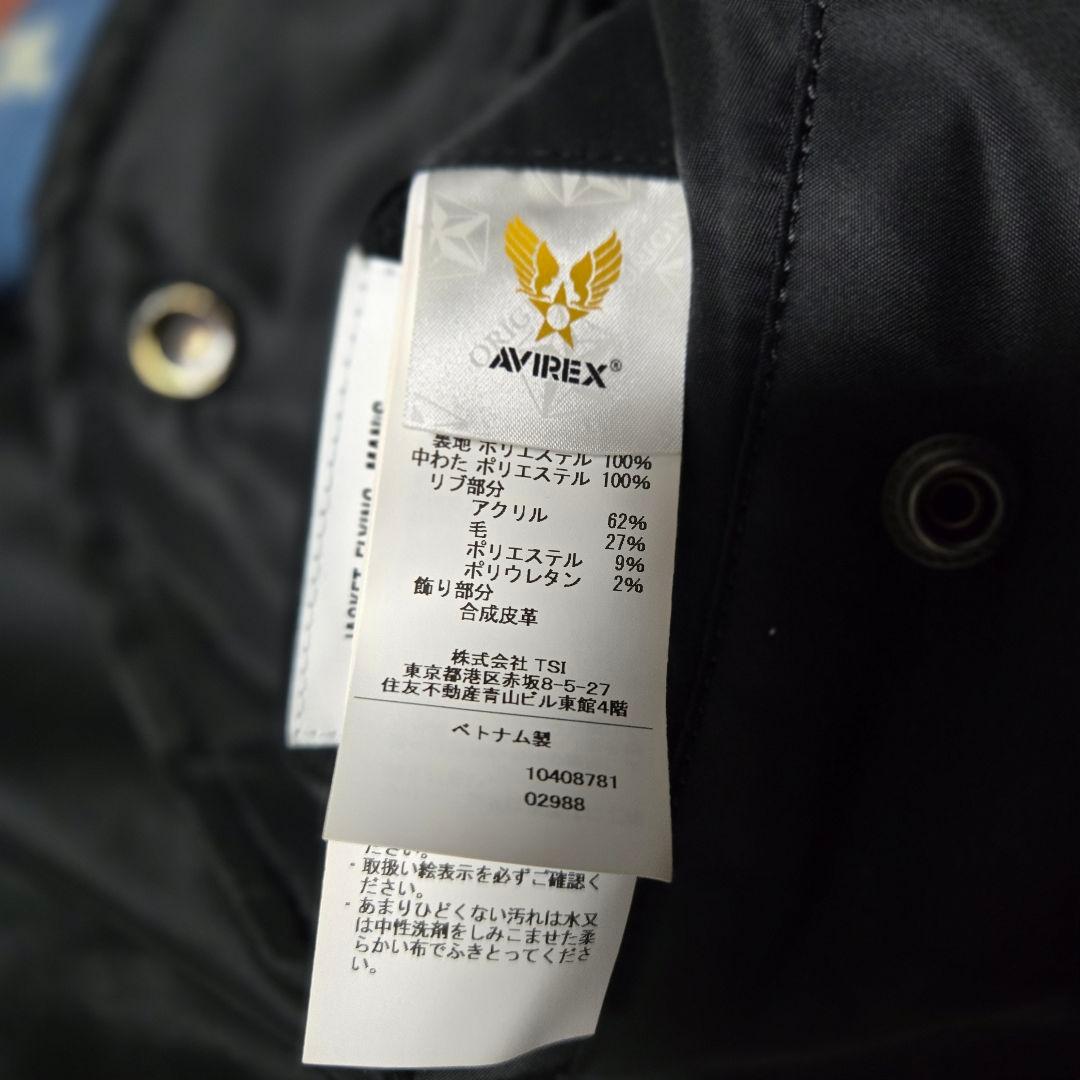 ORIGI
ORIGI
AVIREX®
裏地 ポリエステル 100%
中わた ポリエステル 100%
リブ部分
アクリル 62%
毛 27%
ポリエステル 9%
ポリウレタン 2%
飾り部分
合成皮革
株式会社 TSI
東京都港区赤坂8-5-27
住友不動産青山ビル東館4階
ベトナム製
10408781
02988
JACKET FLYING, MAN'S
ださい。
・取扱い絵表示を必ずご確認く
ださい。
・あまりひどくない汚れは水又
は中性洗剤をしみこませた柔
らかい布でふきとってくださ
い。